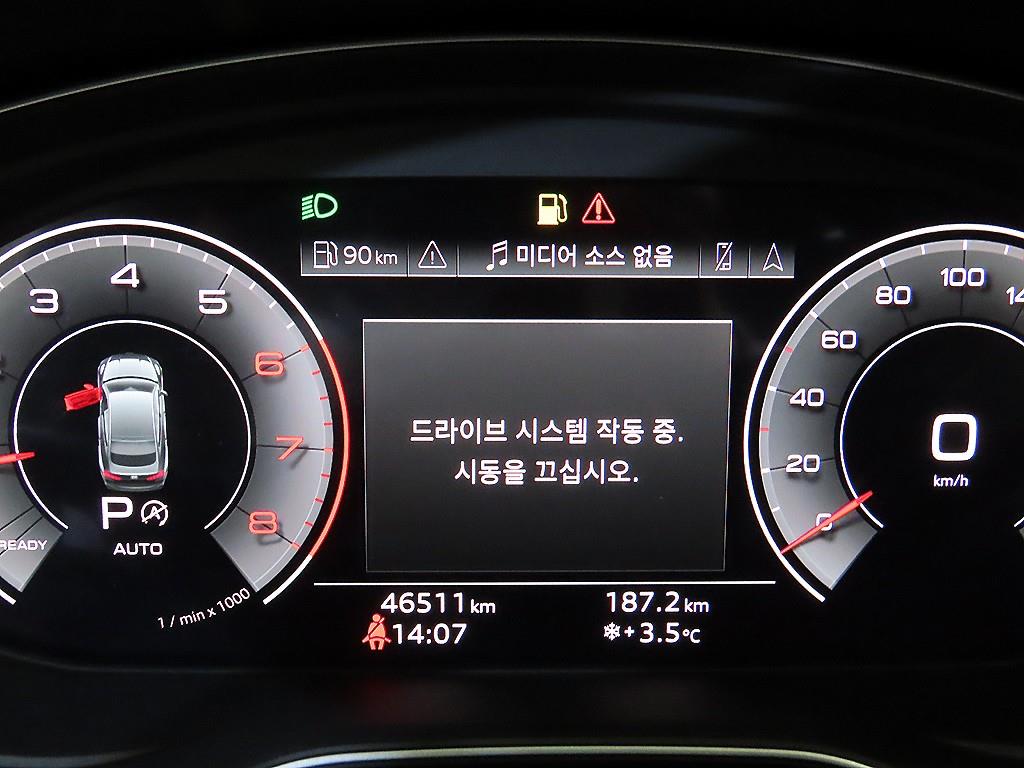 90 km
미디어 소스 없음
3
4
5
6
7
8
READY
P
A
AUTO
1 / min x 1000
드라이브 시스템 작동 중.
시동을 끄십시오.
0
20
40
60
80
100
0
km/h
46511 km
187.2 km
14:07
+3.5 °C